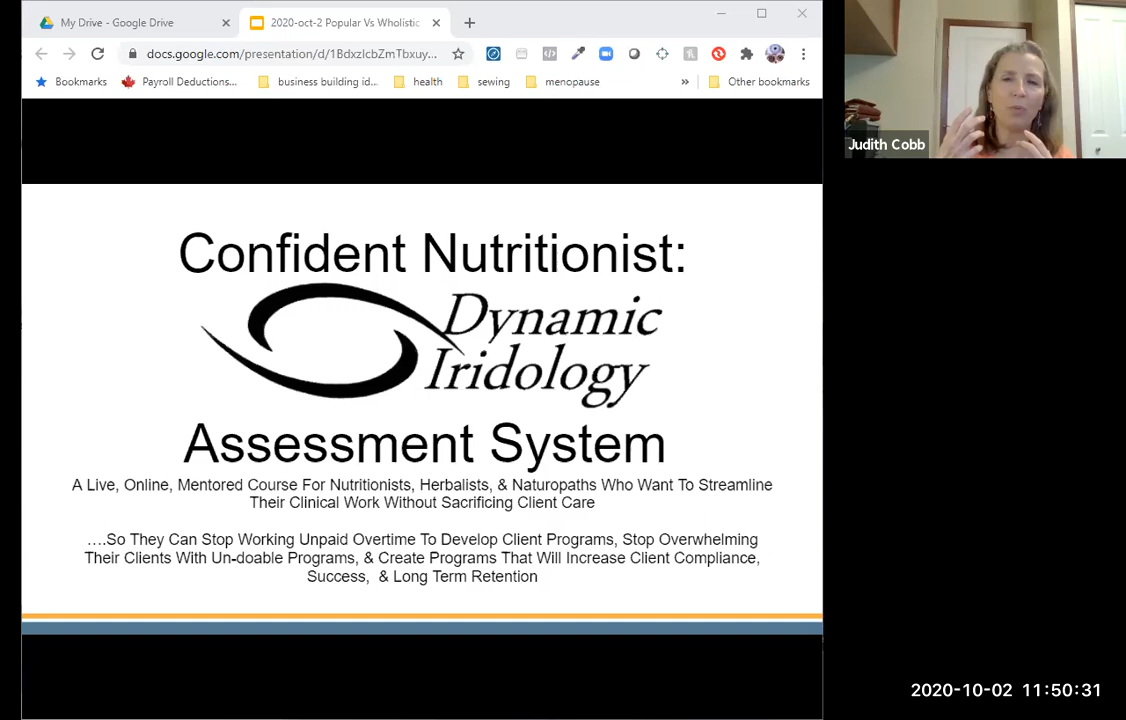 My Drive - Google Drive
2020-oct-2 Popular Vs Wholistic
docs.google.com/presentation/d/1BdxzIcbZmTbxuy...
Bookmarks
Payroll Deductions...
business building id...
health
sewing
menopause
»
Other bookmarks
Judith Cobb
Confident Nutritionist:
Dynamic
Iridology
Assessment System
A Live, Online, Mentored Course For Nutritionists, Herbalists, & Naturopaths Who Want To Streamline
Their Clinical Work Without Sacrificing Client Care
….So They Can Stop Working Unpaid Overtime To Develop Client Programs, Stop Overwhelming
Their Clients With Un-doable Programs, & Create Programs That Will Increase Client Compliance,
Success, & Long Term Retention
2020-10-02 11:50:31